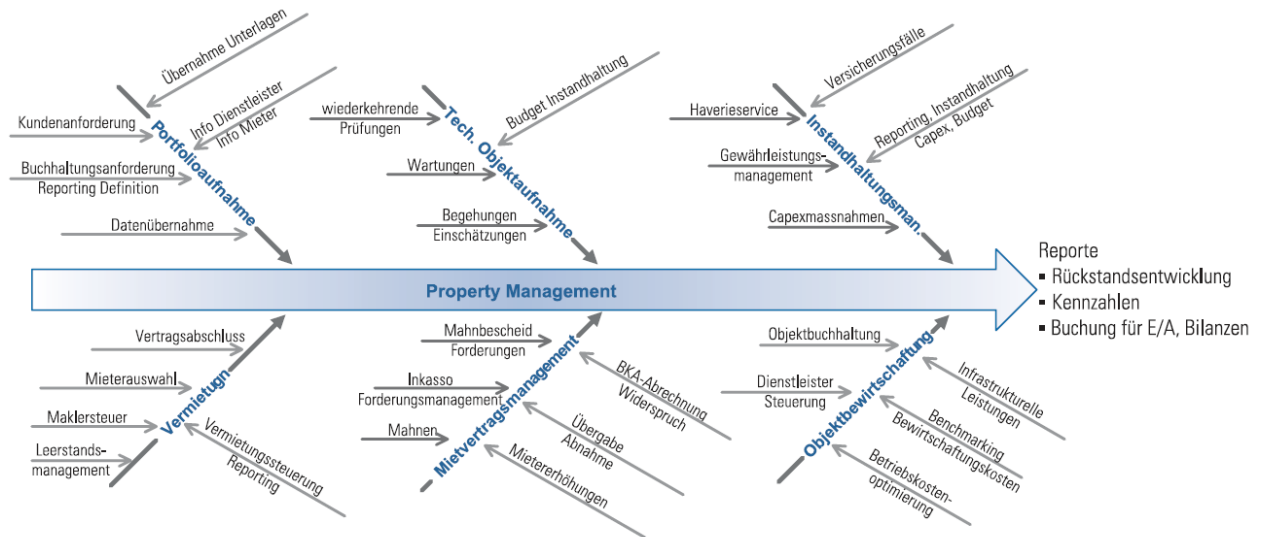 Übernahme Unterlagen
Info Dienstleister
Info Mieter
Kundenanforderung
Buchhaltungsanforderung
Reporting Definition
Datenübernahme
Portfolioaufnahme
Budget Instandhaltung
wiederkehrende
Prüfungen
Wartungen
Begehungen
Einschätzungen
Tech. Objektaufnahme
Versicherungsfälle
Reporting, Instandhaltung
Capex, Budget
Haverieservice
Gewährleistungs-
management
Capexmassnahmen
Instandhaltungsman.
Property Management
Reporte
▪ Rückstandsentwicklung
▪ Kennzahlen
▪ Buchung für E/A, Bilanzen
Vertragsabschluss
Mieterauswahl
Maklersteuer
Leerstands-
management
Vermietugn
Vermietungssteuerung
Reporting
Mahnbescheid
Forderungen
Inkasso
Forderungsmanagement
Mahnen
Mietvertragsmanagement
BKA-Abrechnung
Widerspruch
Übergabe
Abnahme
Mietererhöhungen
Objektbuchhaltung
Dienstleister
Steuerung
Objektbewirtschaftung
Infrastrukturelle
Leistungen
Benchmarking
Bewirtschaftungskosten
Betriebskosten-
optimierung